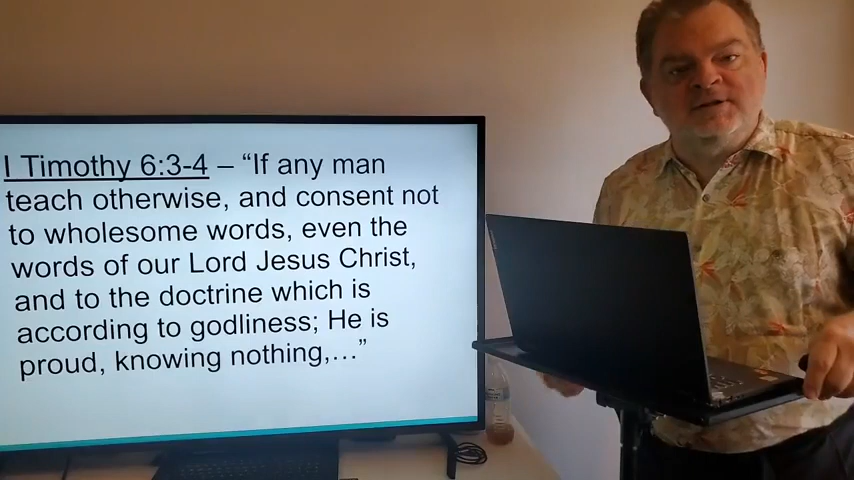 I Timothy 6:3-4 – “If any man
teach otherwise, and consent not
to wholesome words, even the
words of our Lord Jesus Christ,
and to the doctrine which is
according to godliness; He is
proud, knowing nothing,…”